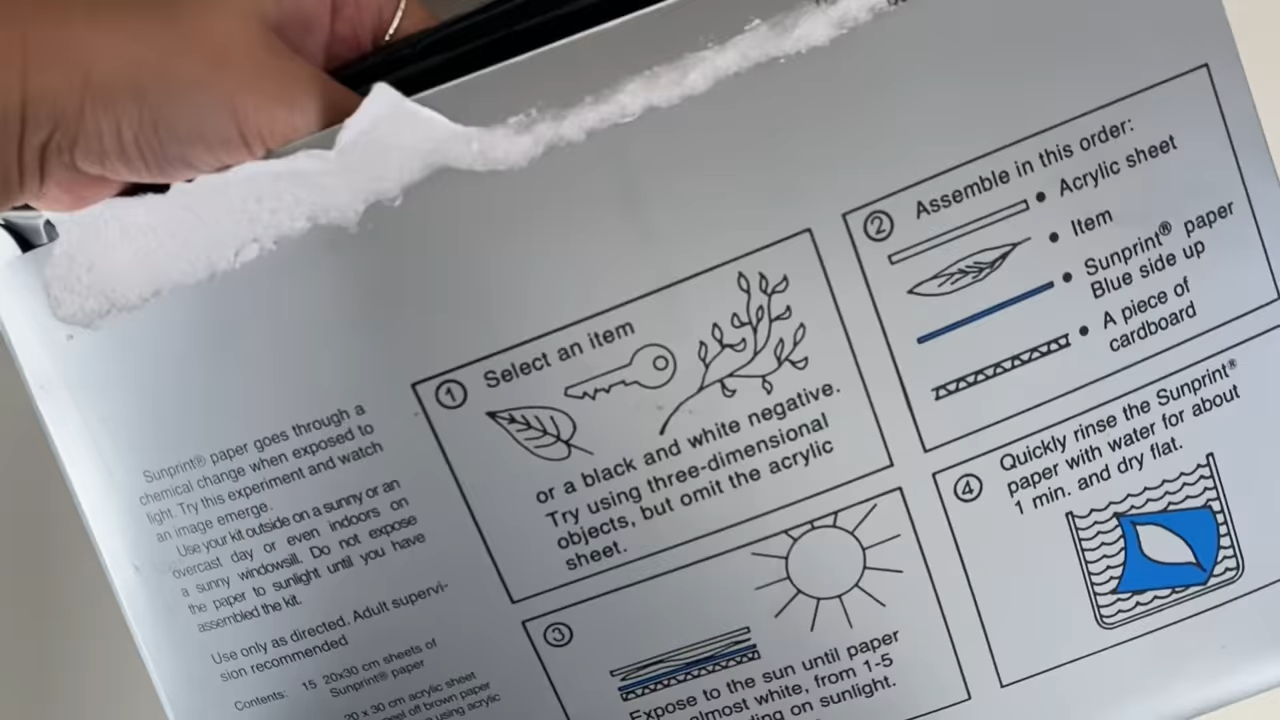 Sunprint® paper goes through a
chemical change when exposed to
light. Try this experiment and watch
an image emerge.
Use your kit outside on a sunny or an
overcast day or even indoors on
a sunny windowsill. Do not expose
the paper to sunlight until you have
assembled the kit.
Use only as directed, Adult supervi-
sion recommended
Contents: 15 20x30 cm sheets of
Sunprint® paper
20 x 30 cm acrylic sheet
peel off brown paper
using acrylic
1 Select an item
or a black and white negative.
Try using three-dimensional
objects, but omit the acrylic
sheet.
2 Assemble in this order:
• Acrylic sheet
• Item
• Sunprint® paper
Blue side up
• A piece of
cardboard
3
Expose to the sun until paper
almost white, from 1-5
on sunlight.
4 Quickly rinse the Sunprint®
paper with water for about
1 min. and dry flat.